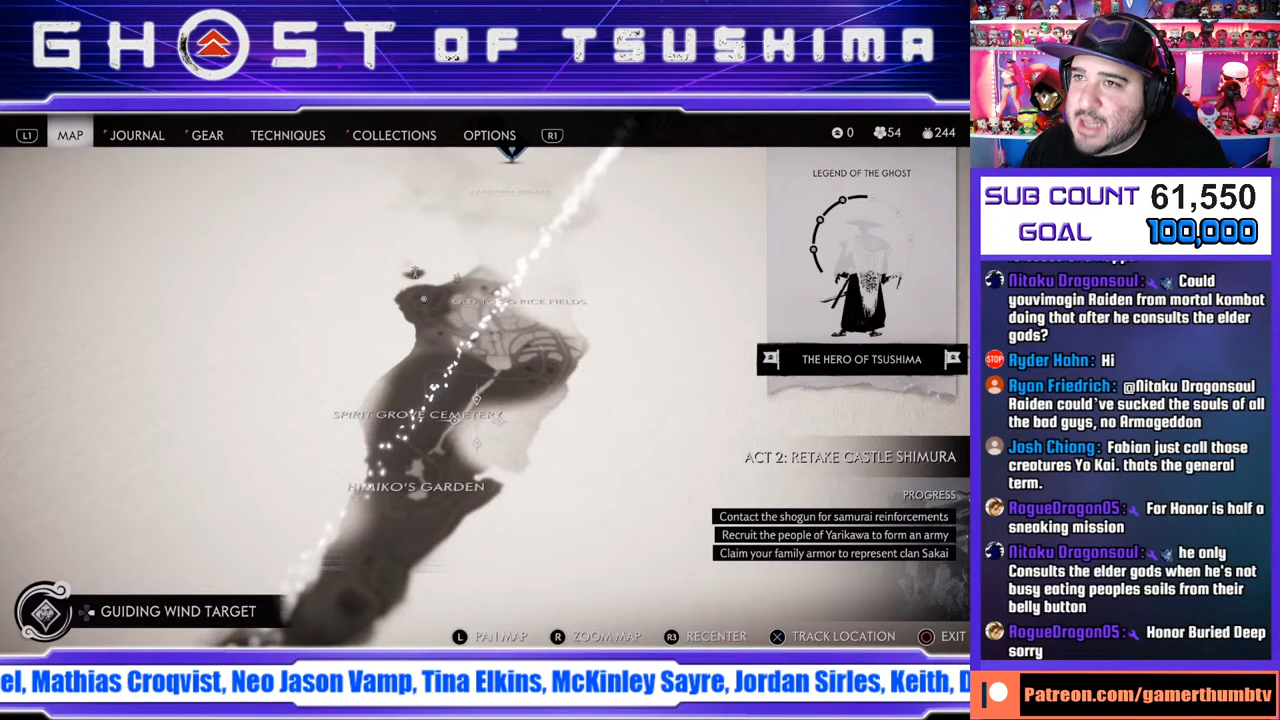 GHOST OF TSUSHIMA
L1 MAP JOURNAL GEAR TECHNIQUES COLLECTIONS OPTIONS R1
0 54 244
LEGEND OF THE GHOST
THE HERO OF TSUSHIMA
RICE FIELDS
SPIRIT GROVE CEMETERY
HIMIKO'S GARDEN
ACT 2: RETAKE CASTLE SHIMURA
PROGRESS
Contact the shogun for samurai reinforcements
Recruit the people of Yarikawa to form an army
Claim your family armor to represent clan Sakai
GUIDING WIND TARGET
L PAN MAP R ZOOM MAP R3 RECENTER TRACK LOCATION EXIT
el, Mathias Croqvist, Neo Jason Vamp, Tina Elkins, McKinley Sayre, Jordan Sirles, Keith, D
SUB COUNT 61,550
GOAL 100,000
Nitaku Dragonsoul: Could
youvimagin Raiden from mortal kombat
doing that after he consults the elder
gods?
Ryder Hahn: Hi
Ryan Friedrich: @Nitaku Dragonsoul
Raiden could've sucked the souls of all
the bad guys, no Armageddon
Josh Chiang: Fabian just call those
creatures Yo Kai. thats the general
term.
RogueDragon05: For Honor is half a
sneaking mission
Nitaku Dragonsoul: he only
Consults the elder gods when he's not
busy eating peoples soils from their
belly button
RogueDragon05: Honor Buried Deep
sorry
Patreon.com/gamerthumbtv